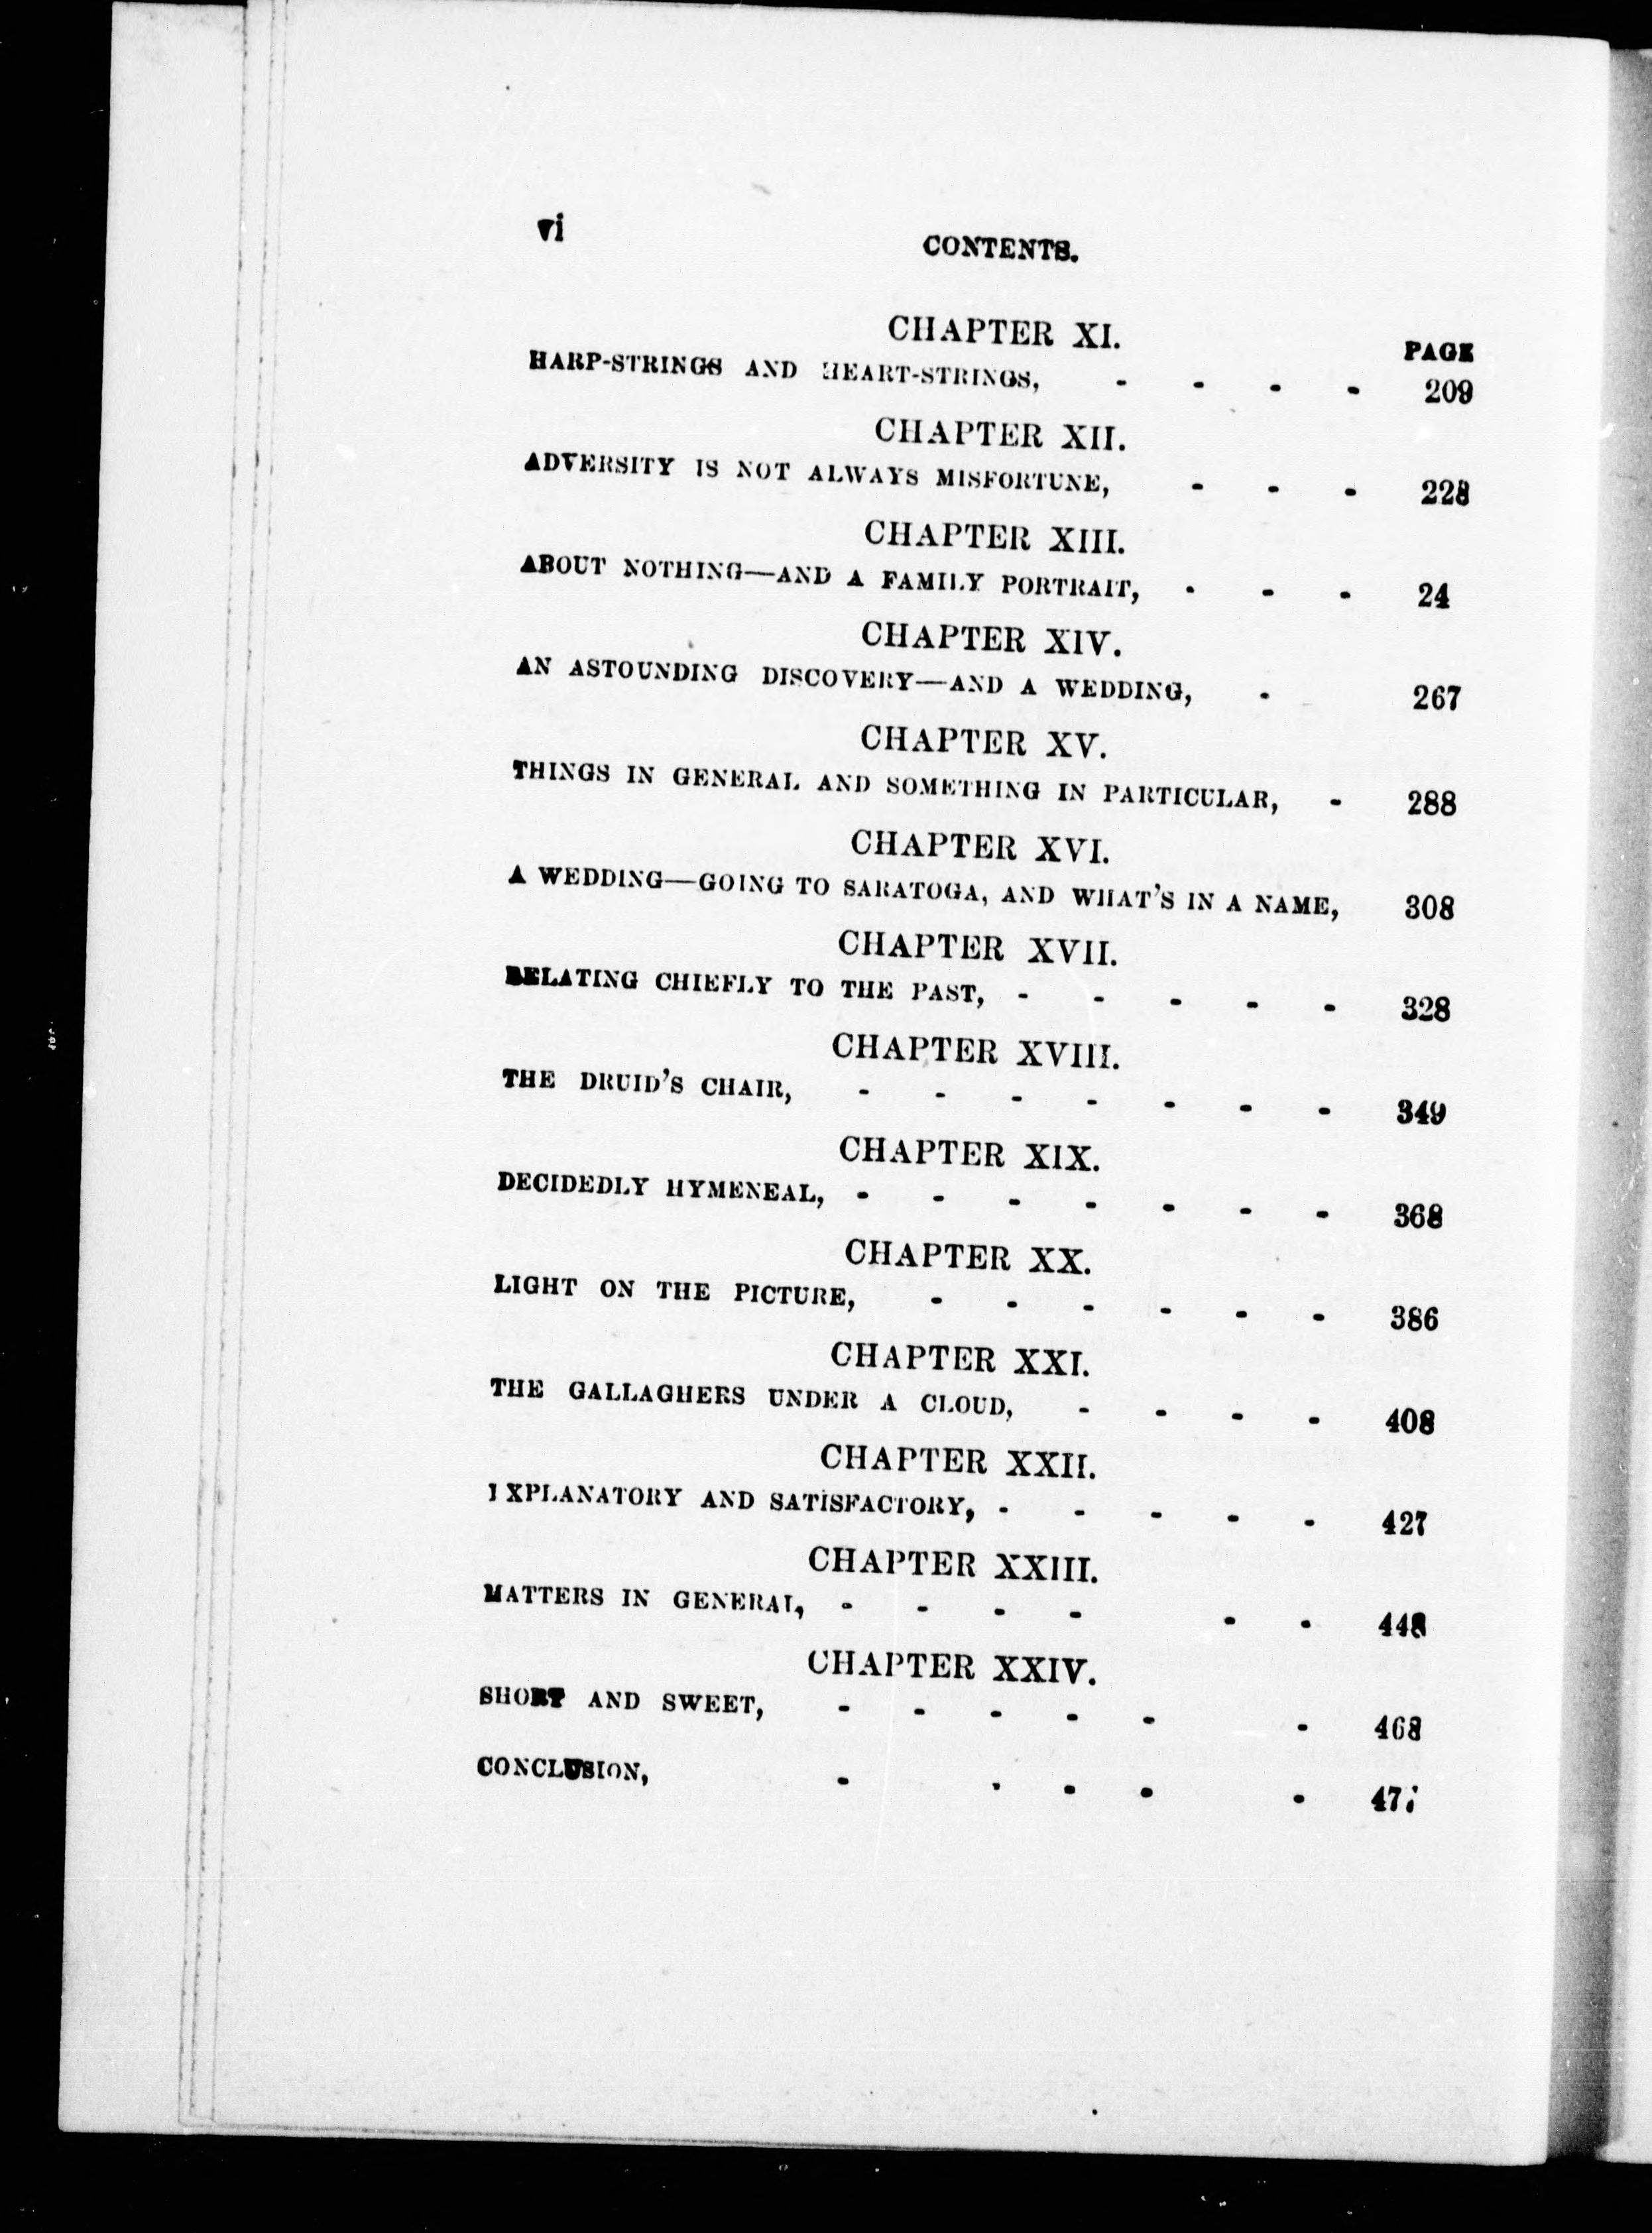 vi
CONTENTS.
CHAPTER XI.
PAGE
HARP-STRINGS AND HEART-STRINGS, - - - - 209
CHAPTER XII.
ADVERSITY IS NOT ALWAYS MISFORTUNE, - - - 228
CHAPTER XIII.
ABOUT NOTHING—AND A FAMILY PORTRAIT, - - - 24
CHAPTER XIV.
AN ASTOUNDING DISCOVERY—AND A WEDDING, - 267
CHAPTER XV.
THINGS IN GENERAL AND SOMETHING IN PARTICULAR, - 288
CHAPTER XVI.
A WEDDING—GOING TO SARATOGA, AND WHAT'S IN A NAME, 308
CHAPTER XVII.
RELATING CHIEFLY TO THE PAST, - - - - - 328
CHAPTER XVIII.
THE DRUID'S CHAIR, - - - - - - - 349
CHAPTER XIX.
DECIDEDLY HYMENEAL, - - - - - - - 368
CHAPTER XX.
LIGHT ON THE PICTURE, - - - - - - 386
CHAPTER XXI.
THE GALLAGHERS UNDER A CLOUD, - - - - 408
CHAPTER XXII.
EXPLANATORY AND SATISFACTORY, - - - - - 427
CHAPTER XXIII.
MATTERS IN GENERAL, - - - - - - 448
CHAPTER XXIV.
SHORT AND SWEET, - - - - - - 468
CONCLUSION, - - - - -